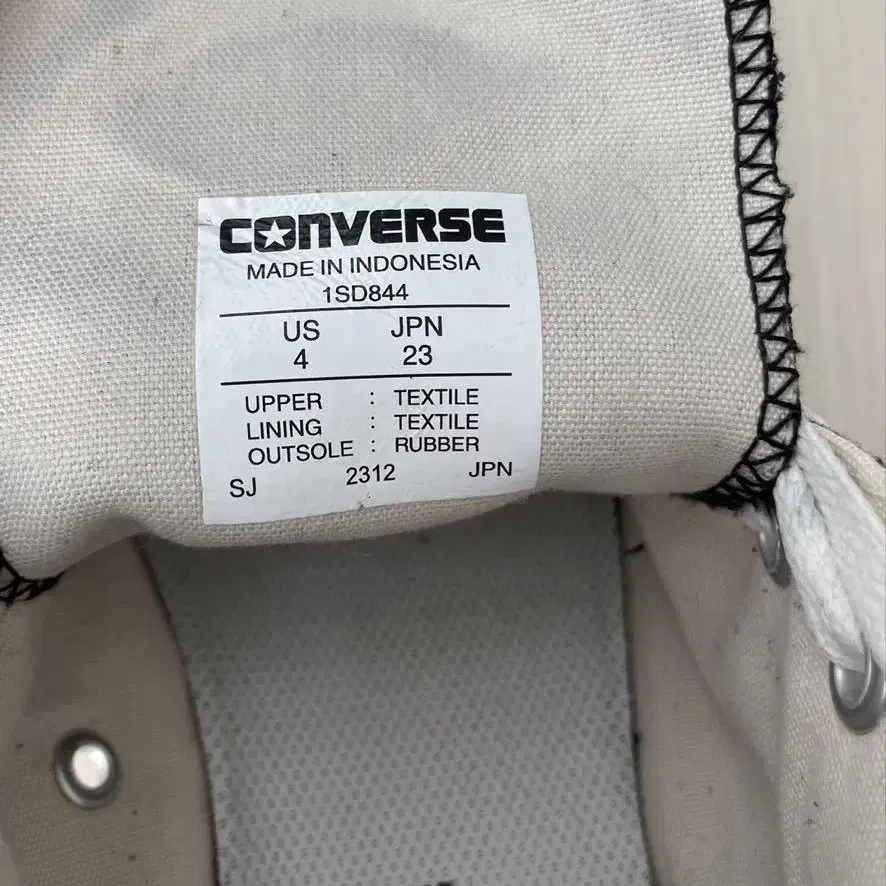 CONVERSE
MADE IN INDONESIA
1SD844
US JPN
4 23
UPPER : TEXTILE
LINING : TEXTILE
OUTSOLE : RUBBER
SJ 2312 JPN